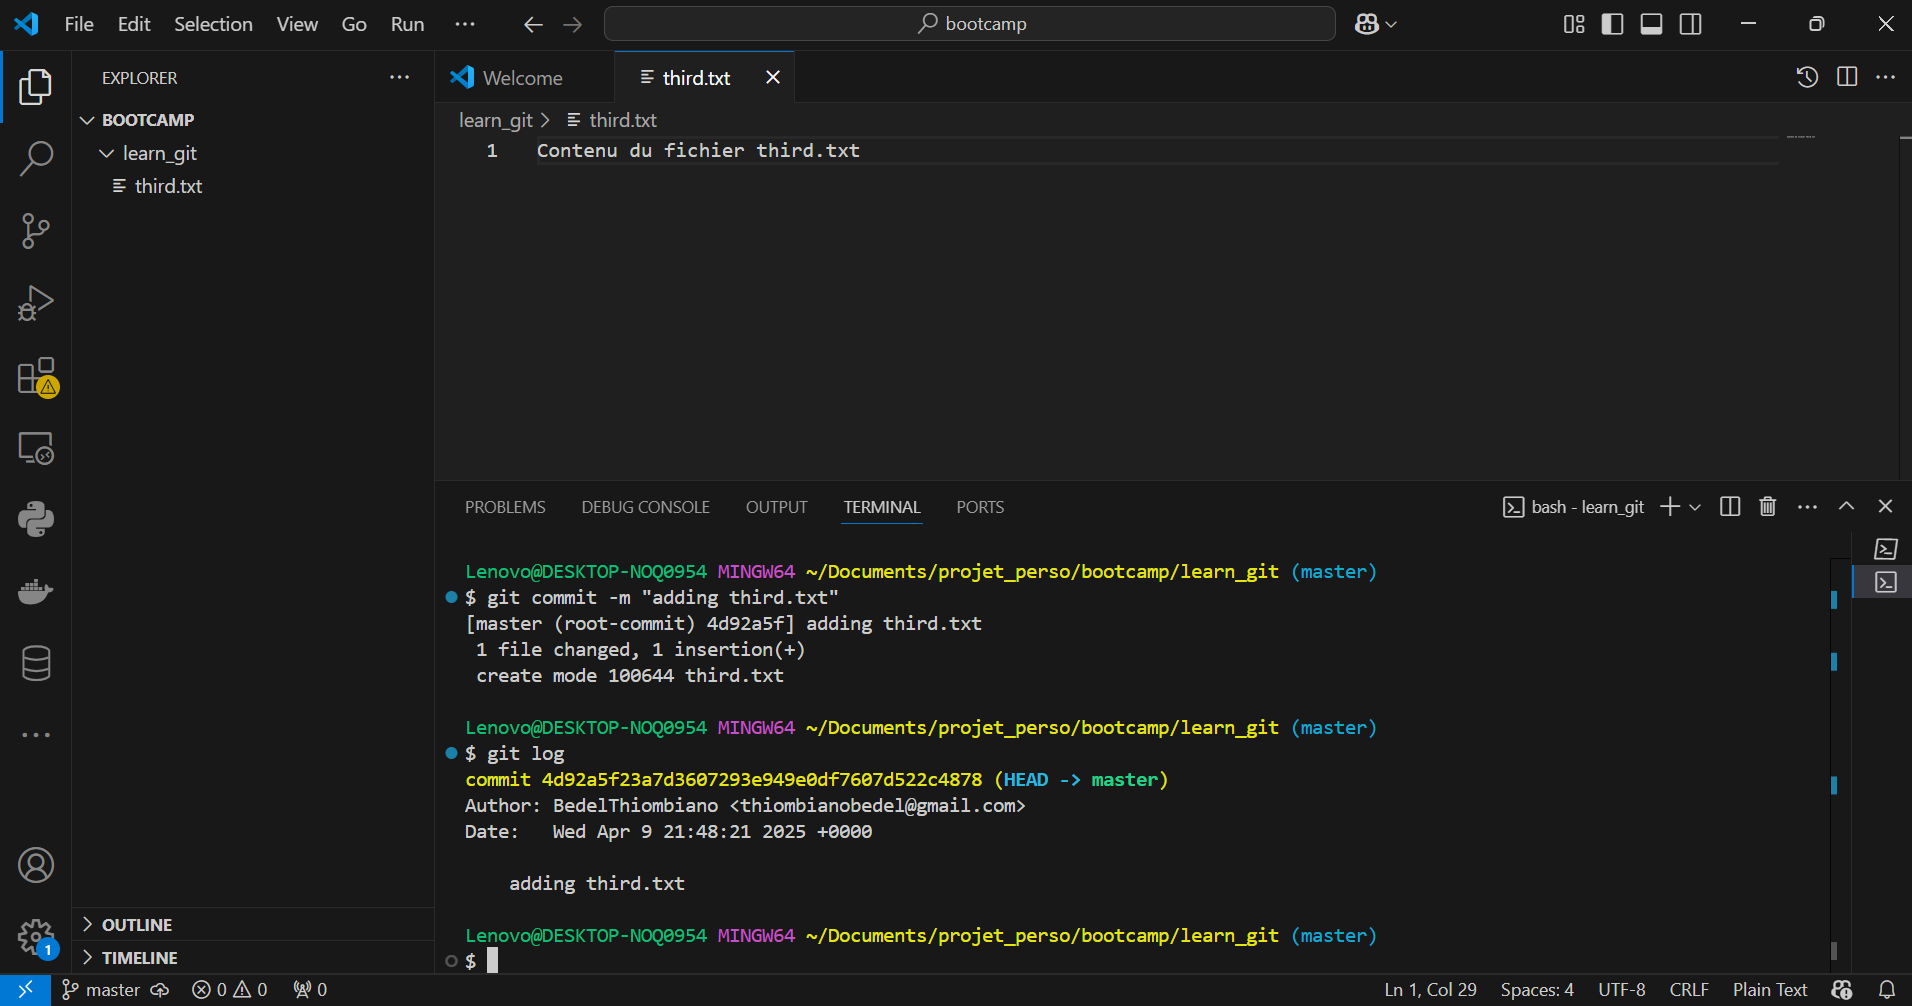 File Edit Selection View Go Run ··· bootcamp
EXPLORER ···
BOOTCAMP
learn_git
third.txt
Welcome third.txt
learn_git > third.txt
1 Contenu du fichier third.txt
PROBLEMS DEBUG CONSOLE OUTPUT TERMINAL PORTS bash - learn_git
Lenovo@DESKTOP-NOQ0954 MINGW64 ~/Documents/projet_perso/bootcamp/learn_git (master)
$ git commit -m "adding third.txt"
[master (root-commit) 4d92a5f] adding third.txt
1 file changed, 1 insertion(+)
create mode 100644 third.txt
Lenovo@DESKTOP-NOQ0954 MINGW64 ~/Documents/projet_perso/bootcamp/learn_git (master)
$ git log
commit 4d92a5f23a7d3607293e949e0df7607d522c4878 (HEAD -> master)
Author: BedelThiombiano <thiombianobedel@gmail.com>
Date:   Wed Apr 9 21:48:21 2025 +0000
adding third.txt
Lenovo@DESKTOP-NOQ0954 MINGW64 ~/Documents/projet_perso/bootcamp/learn_git (master)
$
OUTLINE
TIMELINE
1
master 0 0 0 Ln 1, Col 29 Spaces: 4 UTF-8 CRLF Plain Text